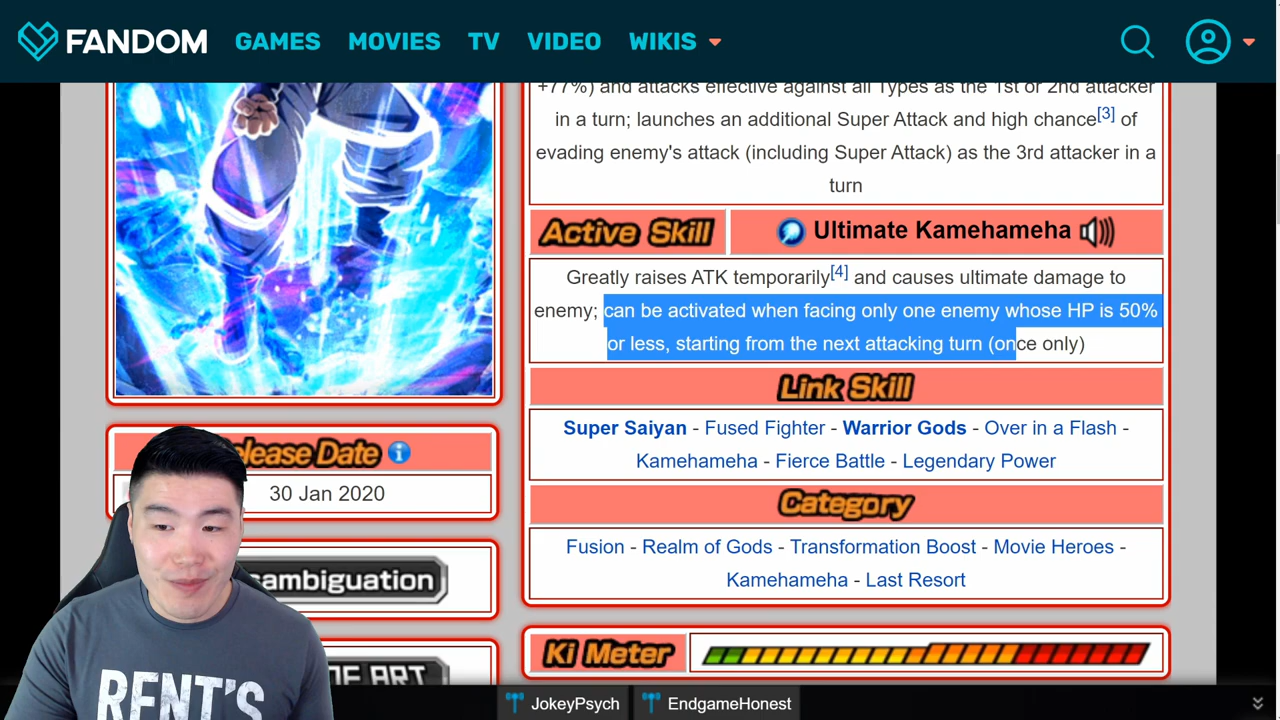 FANDOM GAMES MOVIES TV VIDEO WIKIS
+77%) and attacks effective against all Types as the 1st or 2nd attacker
in a turn; launches an additional Super Attack and high chance[3] of
evading enemy's attack (including Super Attack) as the 3rd attacker in a
turn
Active Skill
Ultimate Kamehameha
Greatly raises ATK temporarily[4] and causes ultimate damage to
enemy; can be activated when facing only one enemy whose HP is 50%
or less, starting from the next attacking turn (once only)
Link Skill
Super Saiyan - Fused Fighter - Warrior Gods - Over in a Flash -
Kamehameha - Fierce Battle - Legendary Power
Category
Fusion - Realm of Gods - Transformation Boost - Movie Heroes -
Kamehameha - Last Resort
Ki Meter
elease Date
30 Jan 2020
sambiguation
ART
RENT'S
JokeyPsych
EndgameHonest